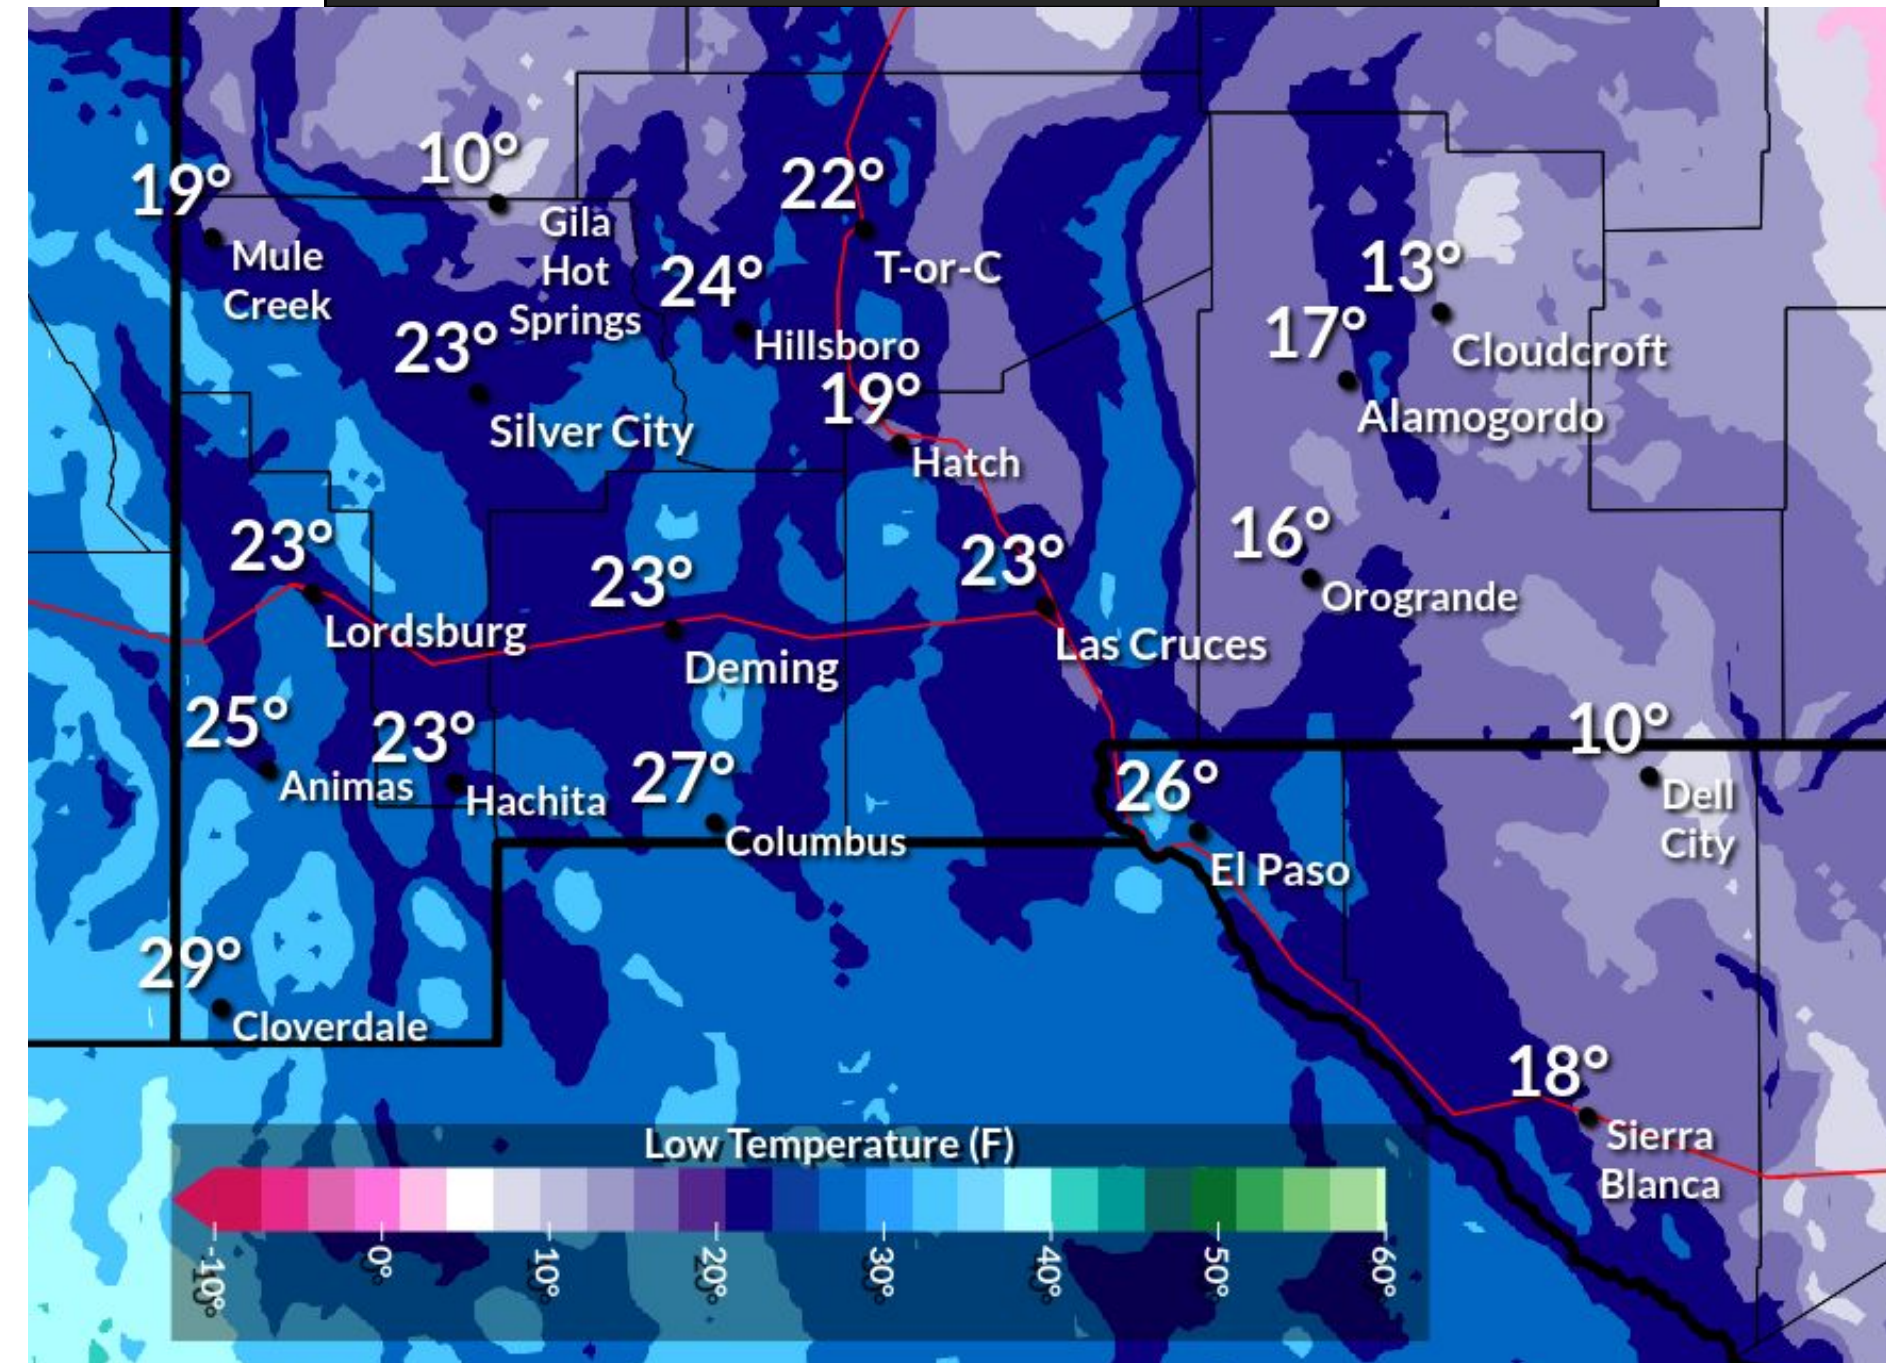 10°
19°
Gila
Hot
Springs
Mule
Creek
22°
T-or-C
24°
Hillsboro
13°
Cloudcroft
17°
Alamogordo
23°
Silver City
19°
Hatch
23°
Lordsburg
23°
Deming
23°
Las Cruces
16°
Orogrande
25°
Animas
23°
Hachita
27°
Columbus
26°
El Paso
10°
Dell
City
29°
Cloverdale
18°
Sierra
Blanca
Low Temperature (F)
-10° 0° 10° 20° 30° 40° 50° 60°